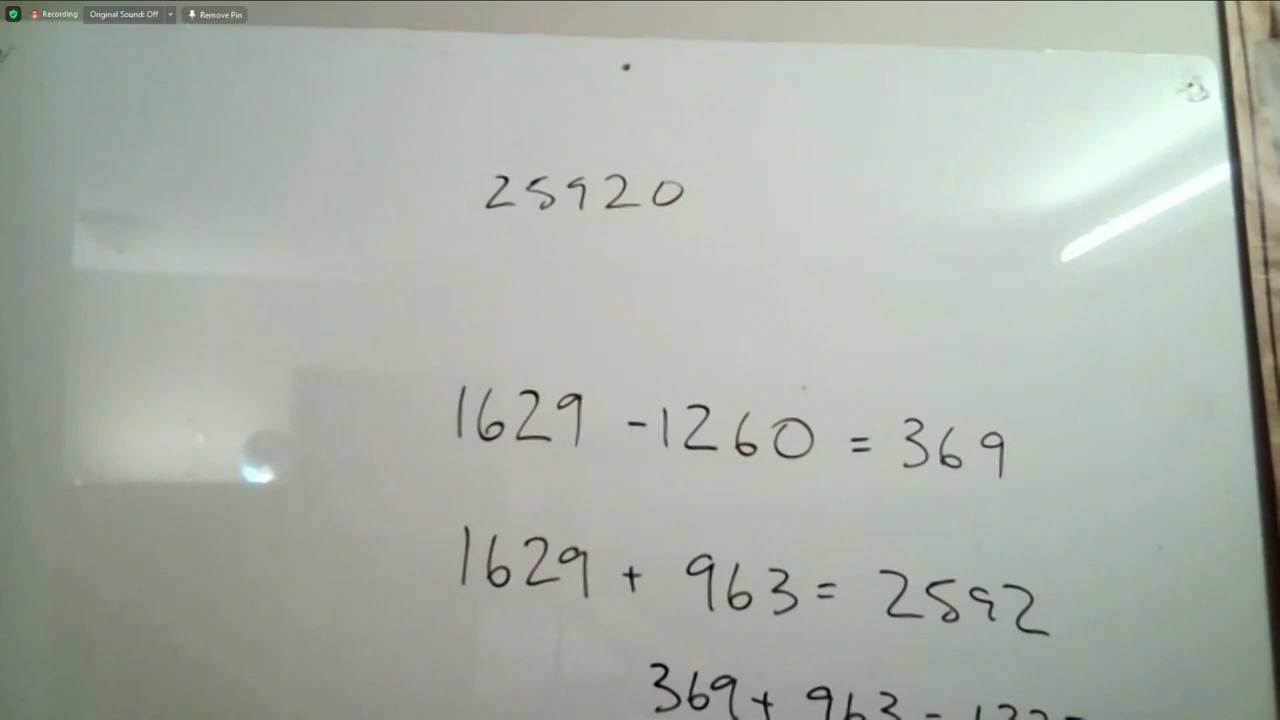 Recording Original Sound: Off Remove Pin
25920
1629 - 1260 = 369
1629 + 963 = 2592
369 + 963 =